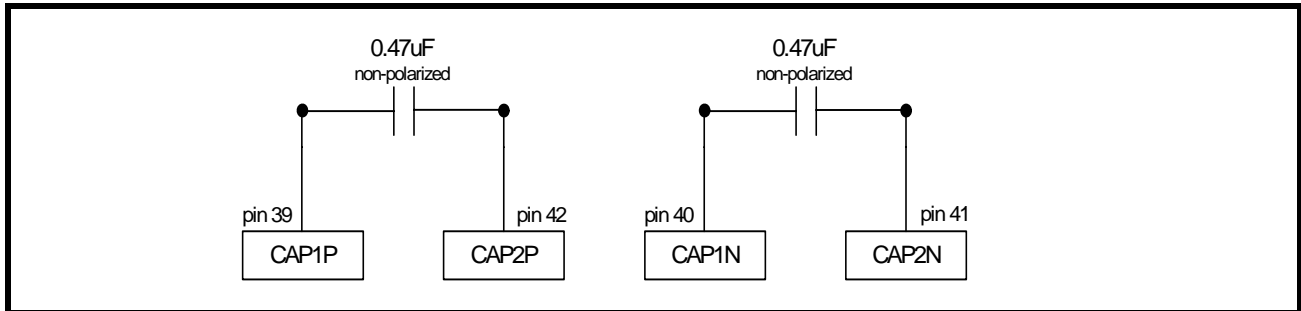 0.47uF
non-polarized
0.47uF
non-polarized
pin 39
pin 42
pin 40
pin 41
CAP1P
CAP2P
CAP1N
CAP2N